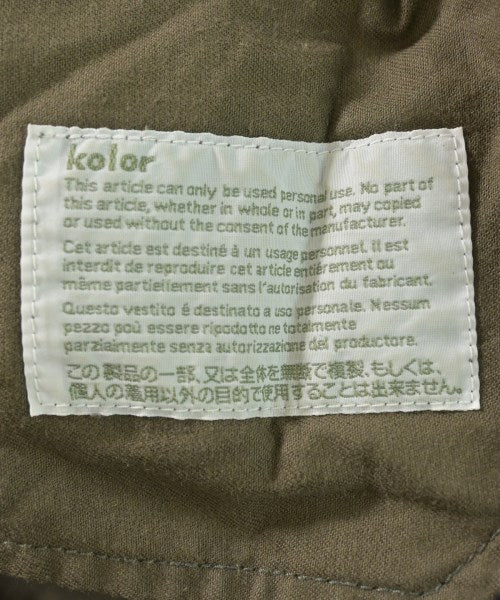 kolor
This article can only be used personal use. No part of
this article, whether in whole or in part, may copied
or used without the consent of the manufacturer.
Cet article est destiné à un usage personnel. Il est
interdit de reproduire cet article entiérement ou
même partiellement sans l'autorisation du fabricant.
Questo vestito é destinato a uso personale. Nessum
pezzo poú essere ripodotto ne totalmente
parzialmente senza autorizzazione del productore.
この製品の一部、又は全体を無断で複製、もしくは、
個人の着用以外の目的で使用することは出来ません。